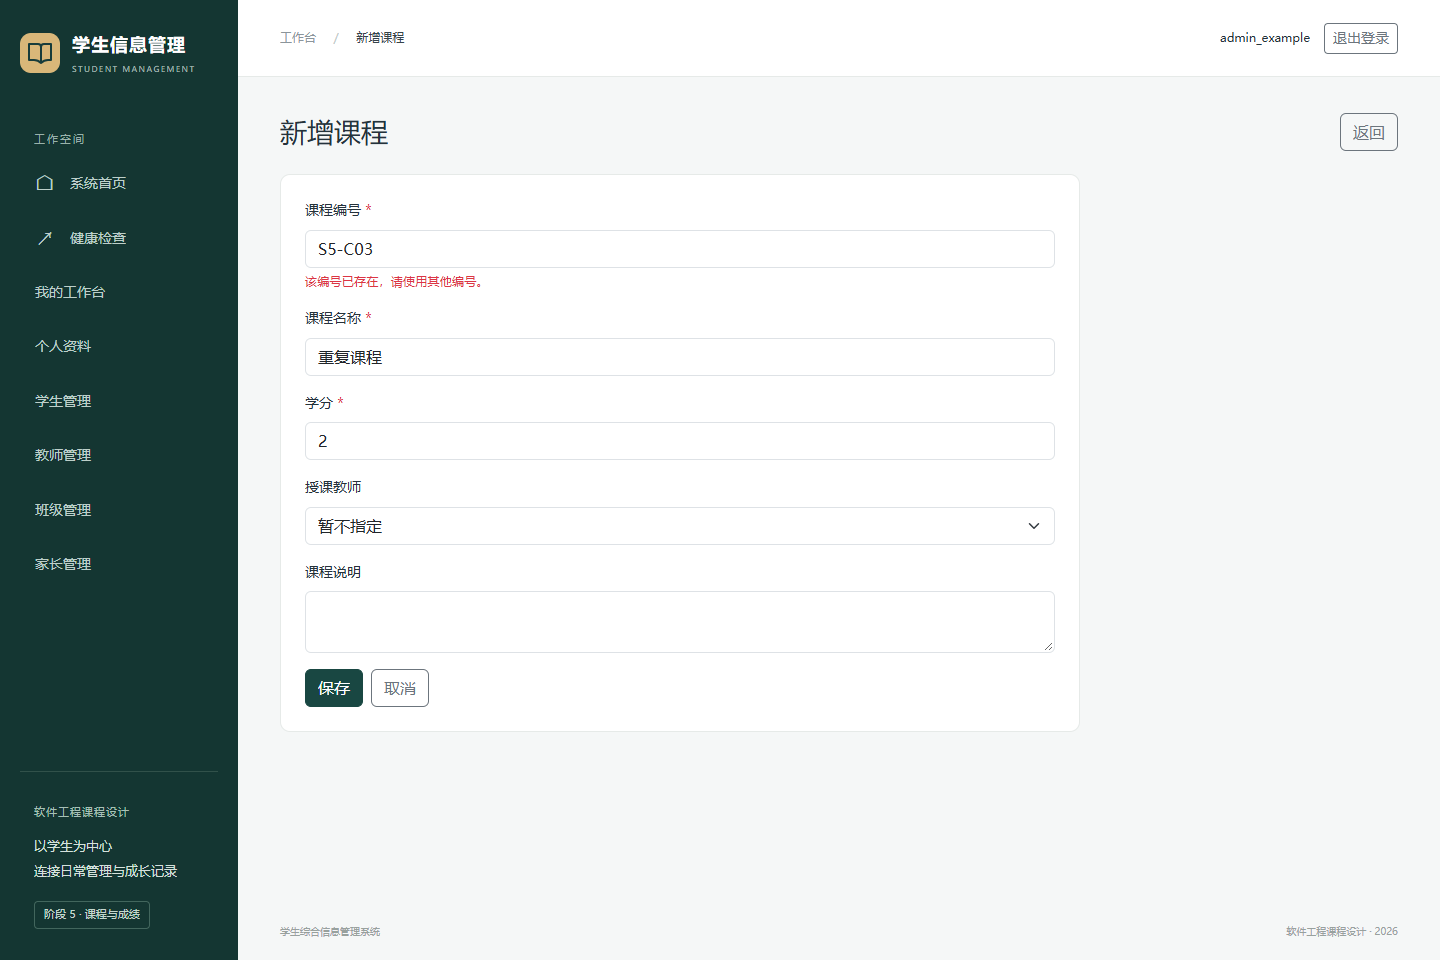 学生信息管理
STUDENT MANAGEMENT
工作空间
系统首页
健康检查
我的工作台
个人资料
学生管理
教师管理
班级管理
家长管理
软件工程课程设计
以学生为中心
连接日常管理与成长记录
阶段 5 · 课程与成绩
工作台 / 新增课程
admin_example 退出登录
新增课程
返回
课程编号 *
S5-C03
该编号已存在，请使用其他编号。
课程名称 *
重复课程
学分 *
2
授课教师
暂不指定
课程说明
保存 取消
学生综合信息管理系统
软件工程课程设计 · 2026